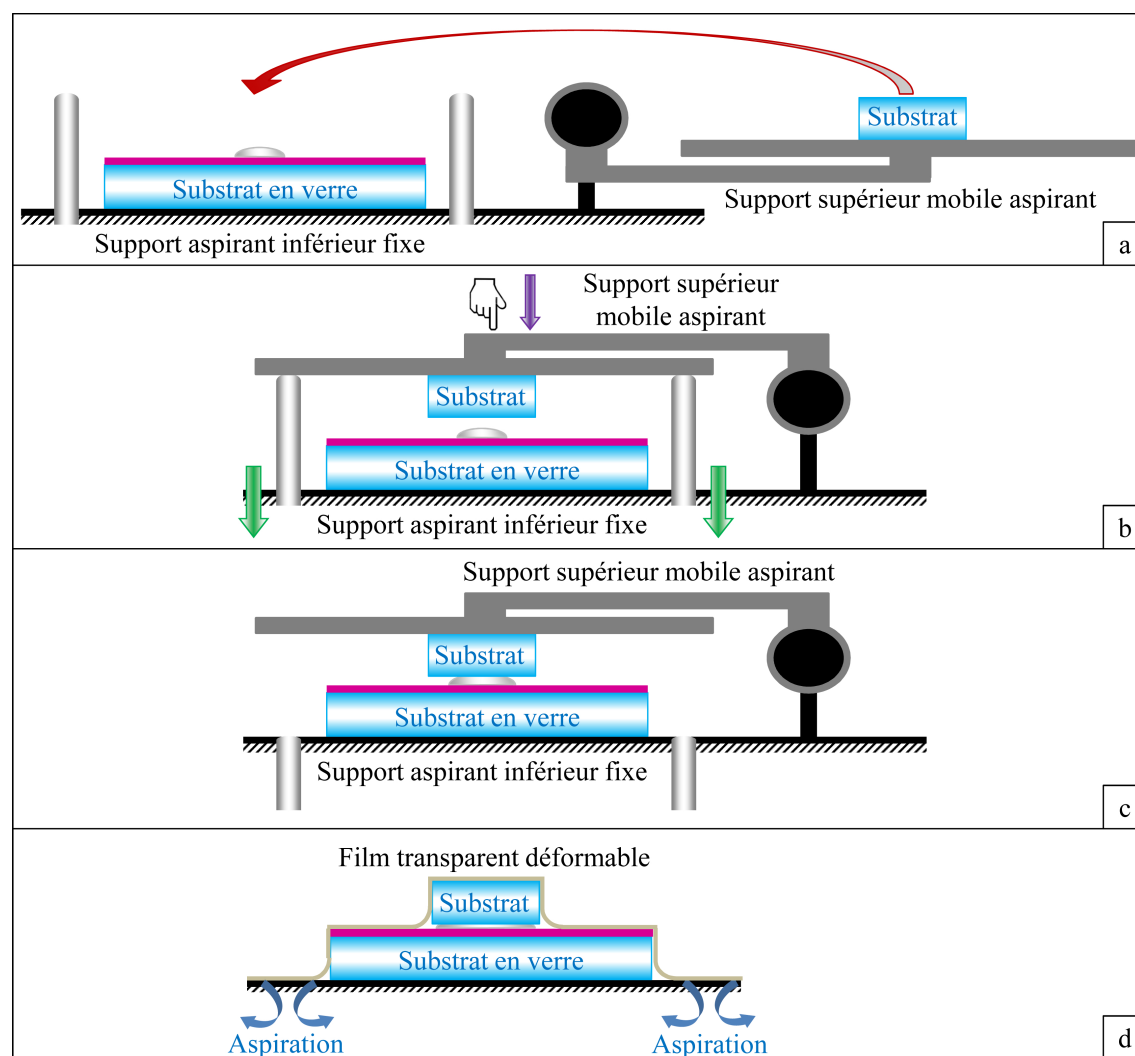 Substrat
Substrat en verre
Support supérieur mobile aspirant
Support aspirant inférieur fixe
a
Support supérieur
mobile aspirant
Substrat
Substrat en verre
Support aspirant inférieur fixe
b
Support supérieur mobile aspirant
Substrat
Substrat en verre
Support aspirant inférieur fixe
c
Film transparent déformable
Substrat
Substrat en verre
Aspiration
Aspiration
d